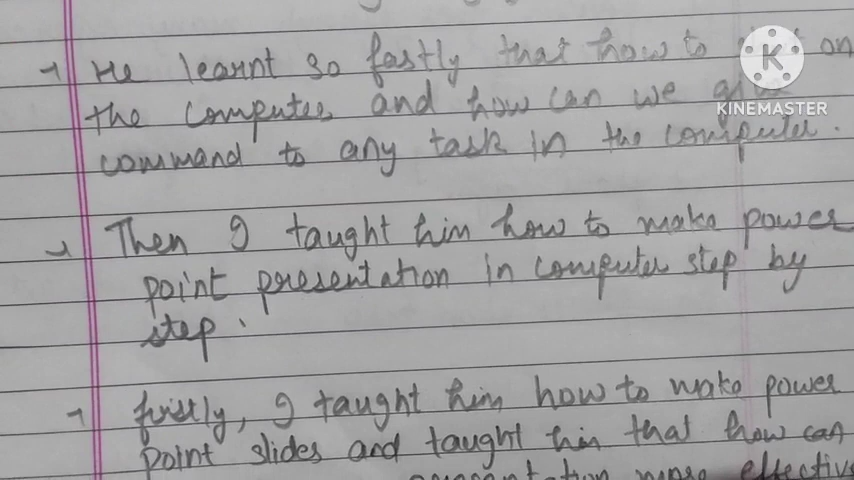 He learnt so fastly that how to on
the computer and how can we
command to any task in the computer.
Then I taught him how to make power
point presentation in computer step by
step.
firstly, I taught him how to make power
point slides and taught him that how can
more effective
KINEMASTER